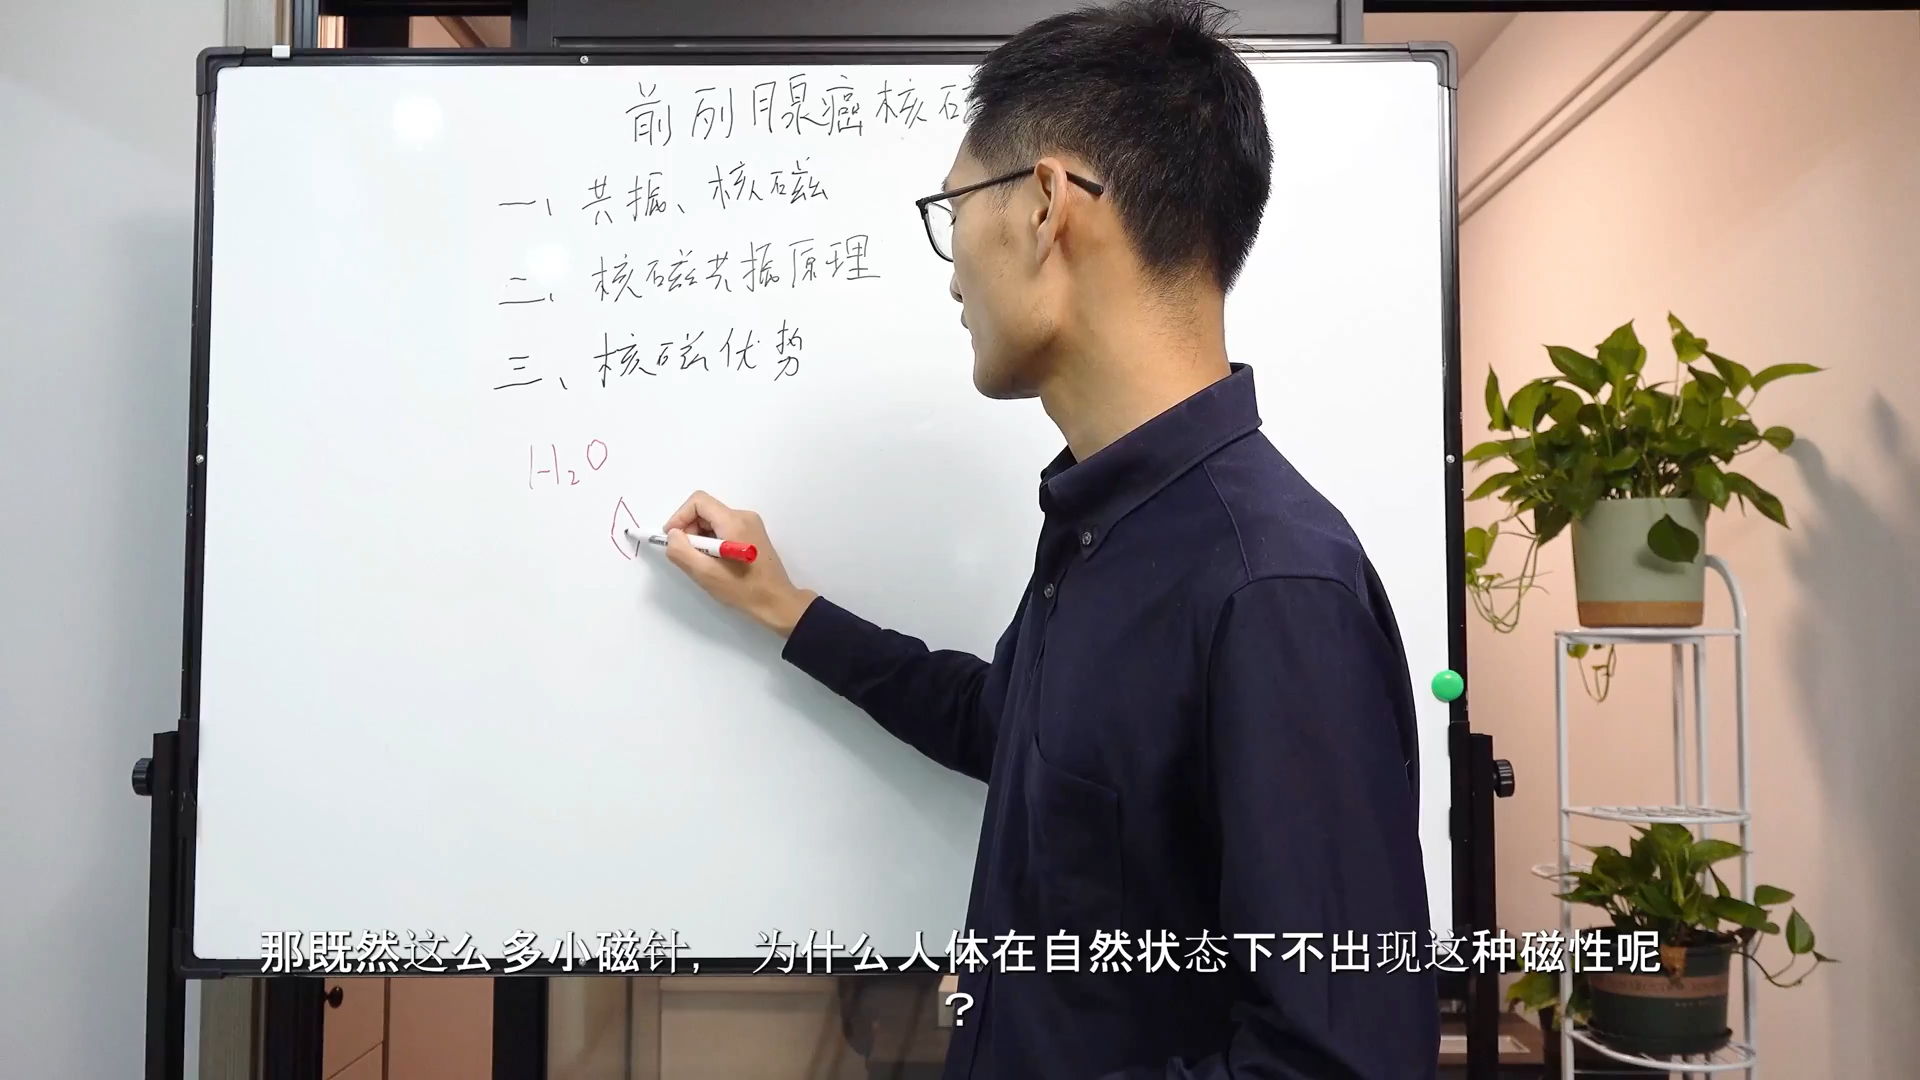 前列腺癌核磁
一、共振、核磁
二、核磁共振原理
三、核磁优势
H₂O
那既然这么多小磁针， 为什么人体在自然状态下不出现这种磁性呢
？